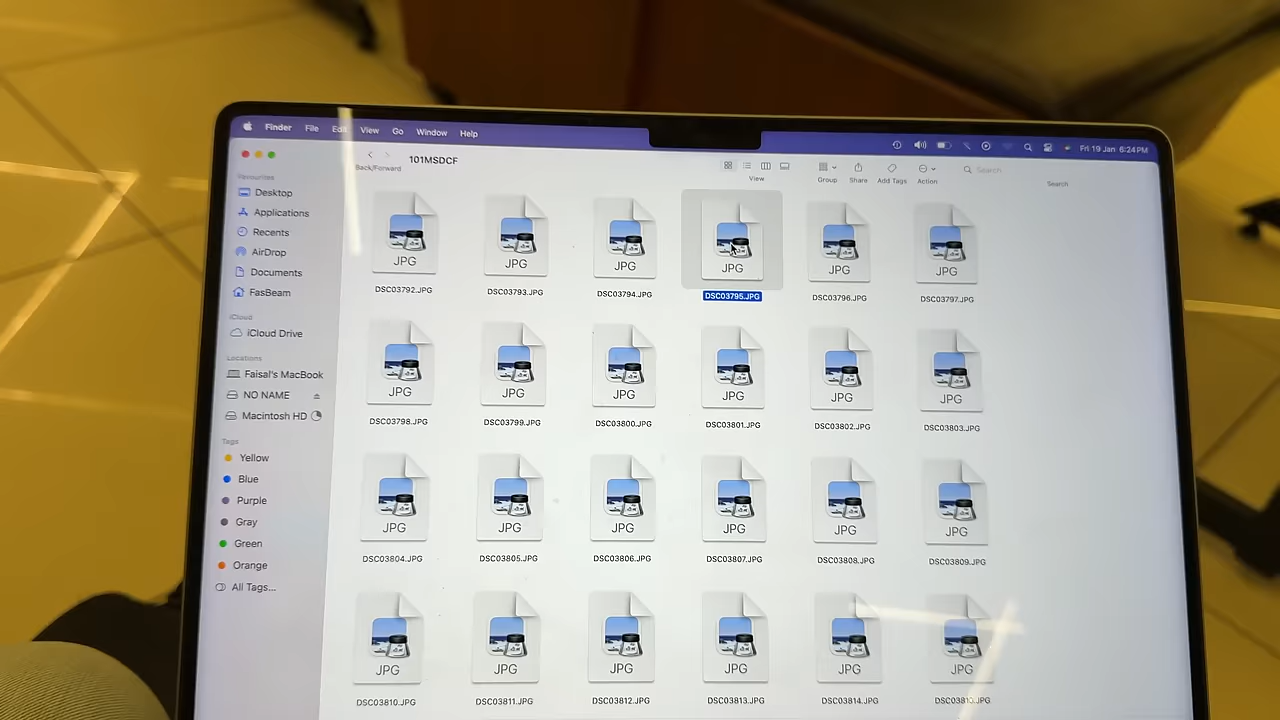 Finder File Edit View Go Window Help
Fri 19 Jan 6:24PM
101MSDCF
Back/Forward
View
Group
Share
Add Tags
Action
Search
Search
Favourites
Desktop
Applications
Recents
AirDrop
Documents
FasBeam
iCloud
iCloud Drive
Locations
Faisal's MacBook
NO NAME
Macintosh HD
Tags
Yellow
Blue
Purple
Gray
Green
Orange
All Tags...
JPG JPG JPG JPG JPG JPG
DSC03792.JPG DSC03793.JPG DSC03794.JPG DSC03795.JPG DSC03796.JPG DSC03797.JPG
JPG JPG JPG JPG JPG JPG
DSC03798.JPG DSC03799.JPG DSC03800.JPG DSC03801.JPG DSC03802.JPG DSC03803.JPG
JPG JPG JPG JPG JPG JPG
DSC03804.JPG DSC03805.JPG DSC03806.JPG DSC03807.JPG DSC03808.JPG DSC03809.JPG
JPG JPG JPG JPG JPG JPG
DSC03810.JPG DSC03811.JPG DSC03812.JPG DSC03813.JPG DSC03814.JPG